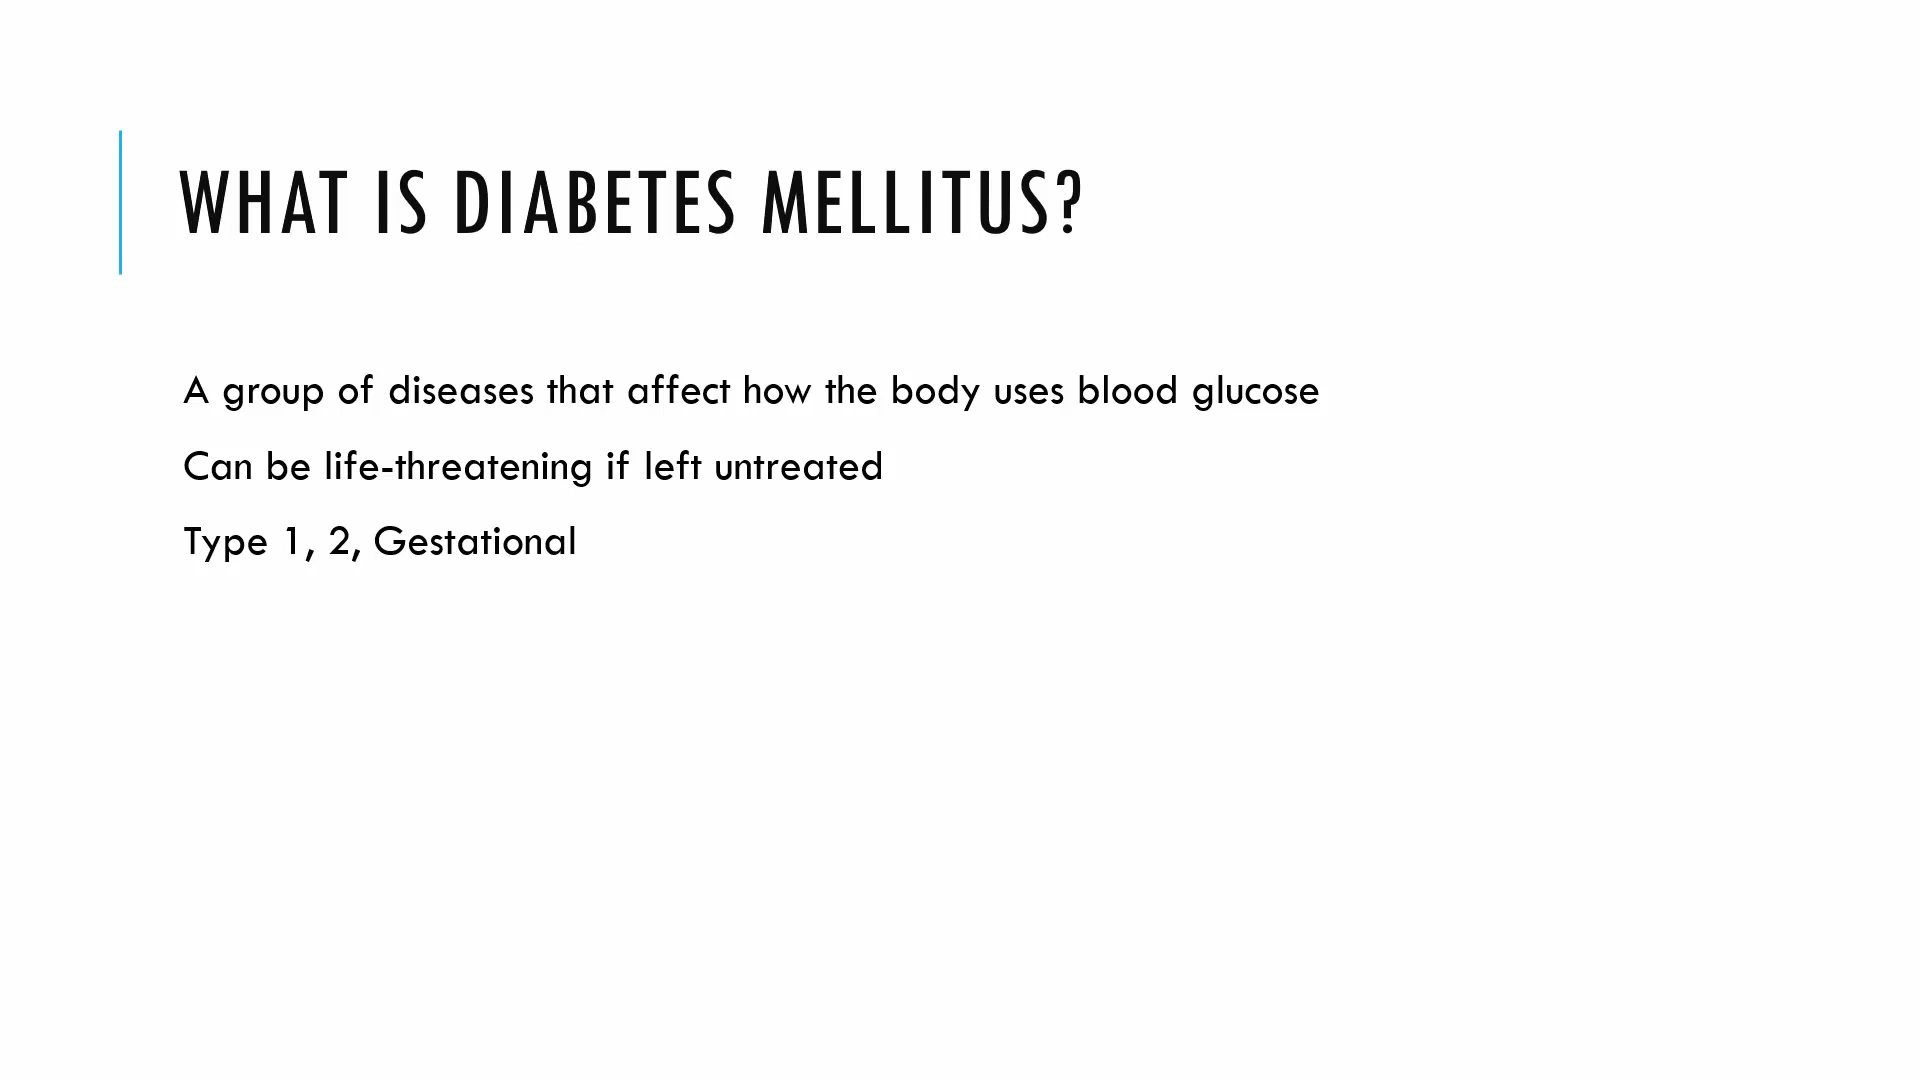 WHAT IS DIABETES MELLITUS?
A group of diseases that affect how the body uses blood glucose
Can be life-threatening if left untreated
Type 1, 2, Gestational